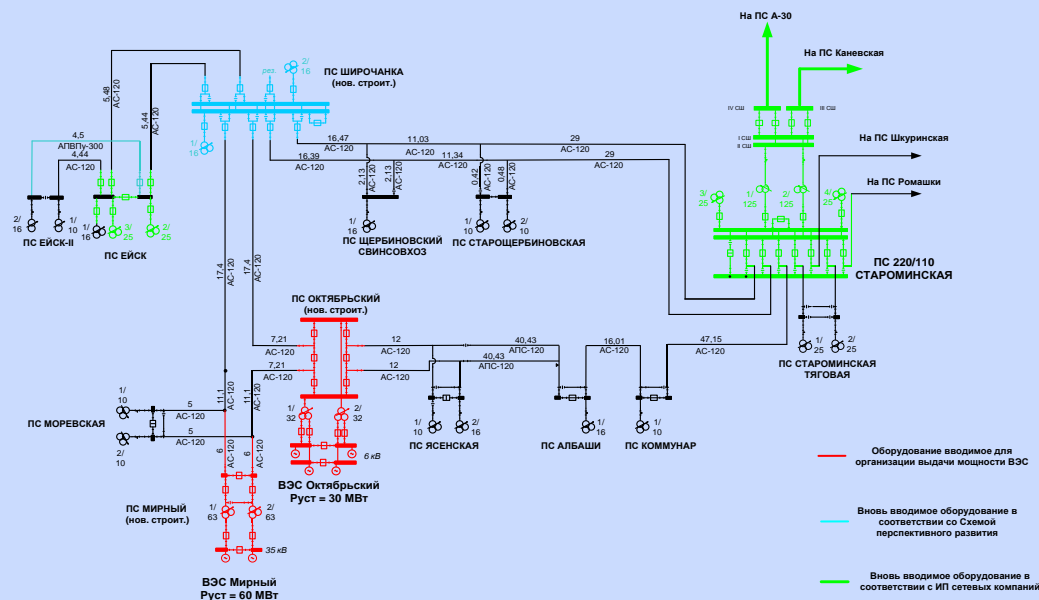 На ПС А-30
На ПС Каневская
На ПС Шкуринская
На ПС Ромашки
IV СШ
III СШ
I СШ
II СШ
3/
25
1/
125
2/
125
4/
25
ПС 220/110
СТАРОМИНСКАЯ
1/
25
2/
25
ПС СТАРОМИНСКАЯ
ТЯГОВАЯ
ПС ШИРОЧАНКА
(нов. строит.)
рез.
2/
16
1/
16
5,48
АС-120
5,44
АС-120
4,5
АПВПу-300
4,44
АС-120
2/
16
1/
10
ПС ЕЙСК-II
1/
16
3/
25
2/
25
ПС ЕЙСК
16,47
АС-120
11,03
АС-120
29
АС-120
16,39
АС-120
11,34
АС-120
29
АС-120
2,13
АС-120
2,13
АС-120
0,42
АС-120
0,48
АС-120
1/
16
ПС ЩЕРБИНОВСКИЙ
СВИНСОВХОЗ
1/
16
2/
10
ПС СТАРОЩЕРБИНОВСКАЯ
17,4
АС-120
17,4
АС-120
ПС ОКТЯБРЬСКИЙ
(нов. строит.)
7,21
АС-120
7,21
АС-120
12
АС-120
12
АС-120
40,43
АПС-120
40,43
АПС-120
16,01
АС-120
47,15
АС-120
1/
10
2/
16
ПС ЯСЕНСКАЯ
1/
16
ПС АЛБАШИ
1/
10
ПС КОММУНАР
11,1
АС-120
11,1
АС-120
1/
10
5
АС-120
ПС МОРЕВСКАЯ
5
АС-120
2/
10
6
АС-120
6
АС-120
1/
32
2/
32
6 кВ
ВЭС Октябрьский
Руст = 30 МВт
ПС МИРНЫЙ
(нов. строит.)
1/
63
2/
63
35 кВ
ВЭС Мирный
Руст = 60 МВт
Оборудование вводимое для
организации выдачи мощности ВЭС
Вновь вводимое оборудование в
соответствии со Схемой
перспективного развития
Вновь вводимое оборудование в
соответствии с ИП сетевых компаний